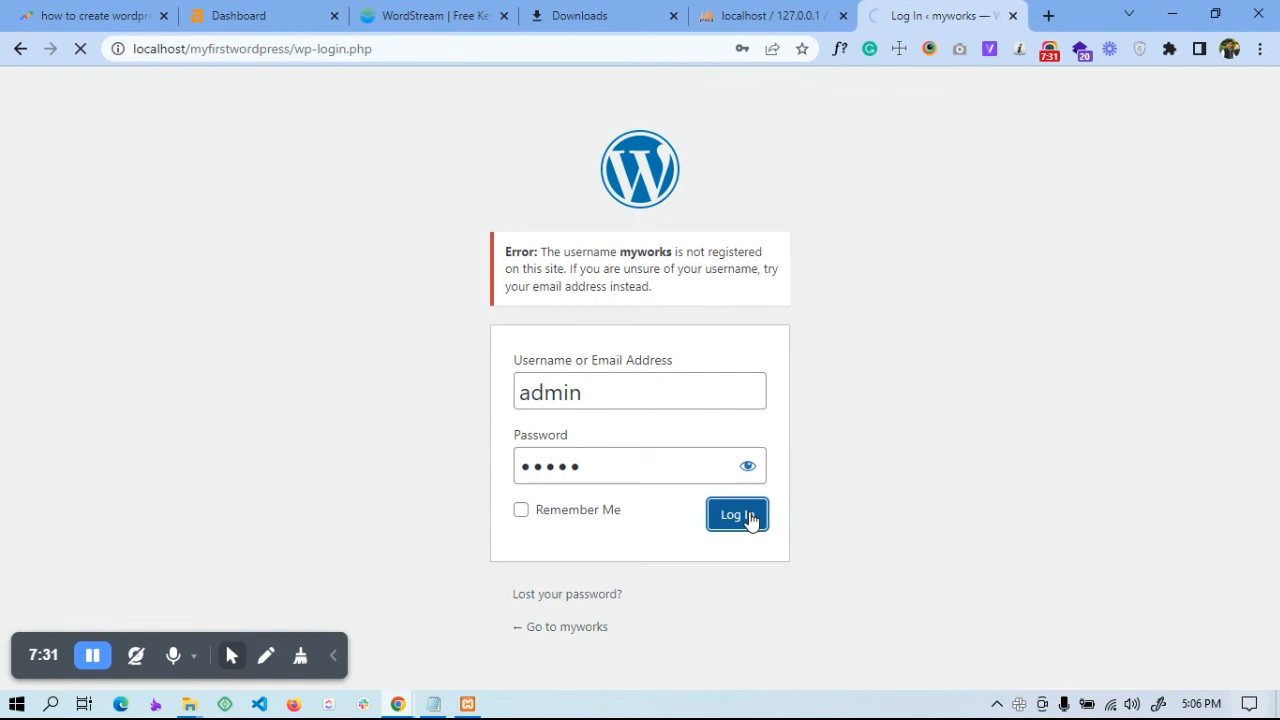 how to create wordpr
Dashboard
WordStream | Free Ke
Downloads
localhost / 127.0.0.1 /
Log In ‹ myworks — W
localhost/myfirstwordpress/wp-login.php
7:31
20
Error: The username myworks is not registered
on this site. If you are unsure of your username, try
your email address instead.
Username or Email Address
admin
Password
Remember Me
Log In
Lost your password?
← Go to myworks
7:31
5:06 PM